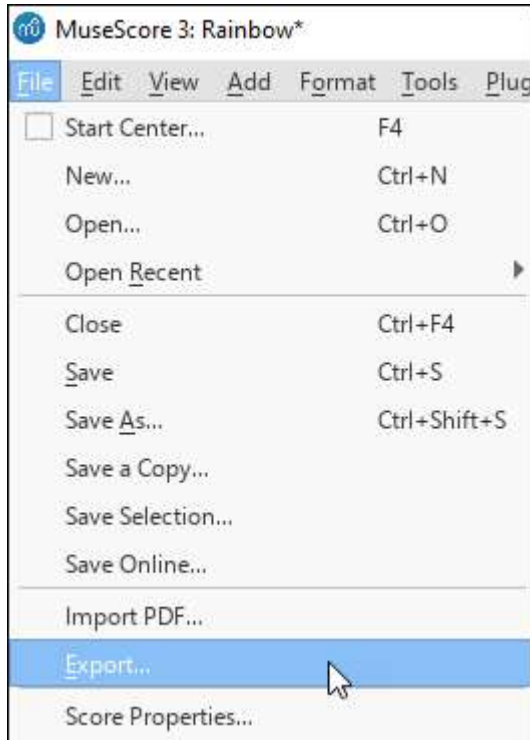 MuseScore 3: Rainbow*
File Edit View Add Format Tools Plug
Start Center... F4
New... Ctrl+N
Open... Ctrl+O
Open Recent
Close Ctrl+F4
Save Ctrl+S
Save As... Ctrl+Shift+S
Save a Copy...
Save Selection...
Save Online...
Import PDF...
Export...
Score Properties...